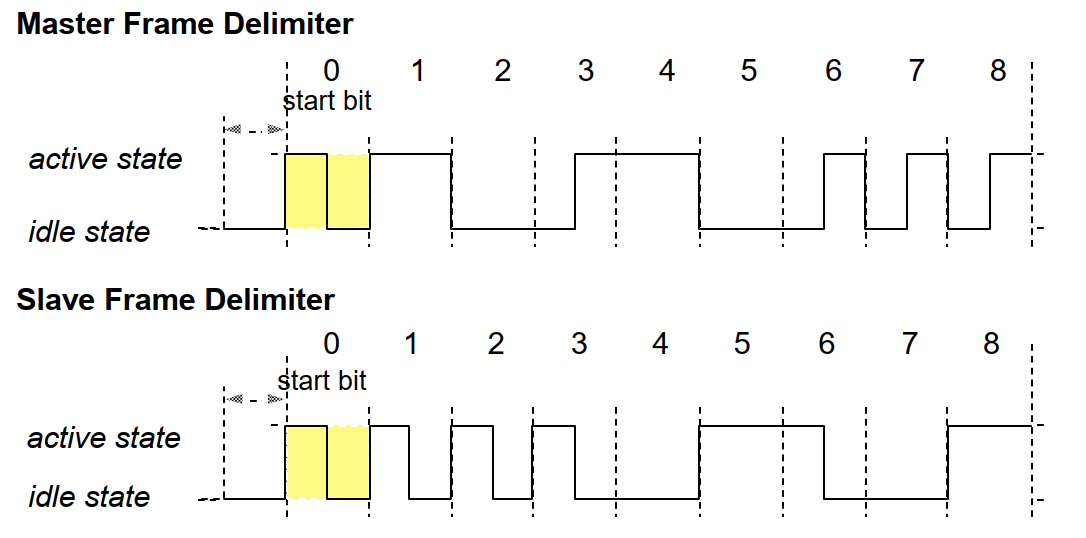 Master Frame Delimiter
0 1 2 3 4 5 6 7 8
start bit
active state
idle state
Slave Frame Delimiter
0 1 2 3 4 5 6 7 8
start bit
active state
idle state